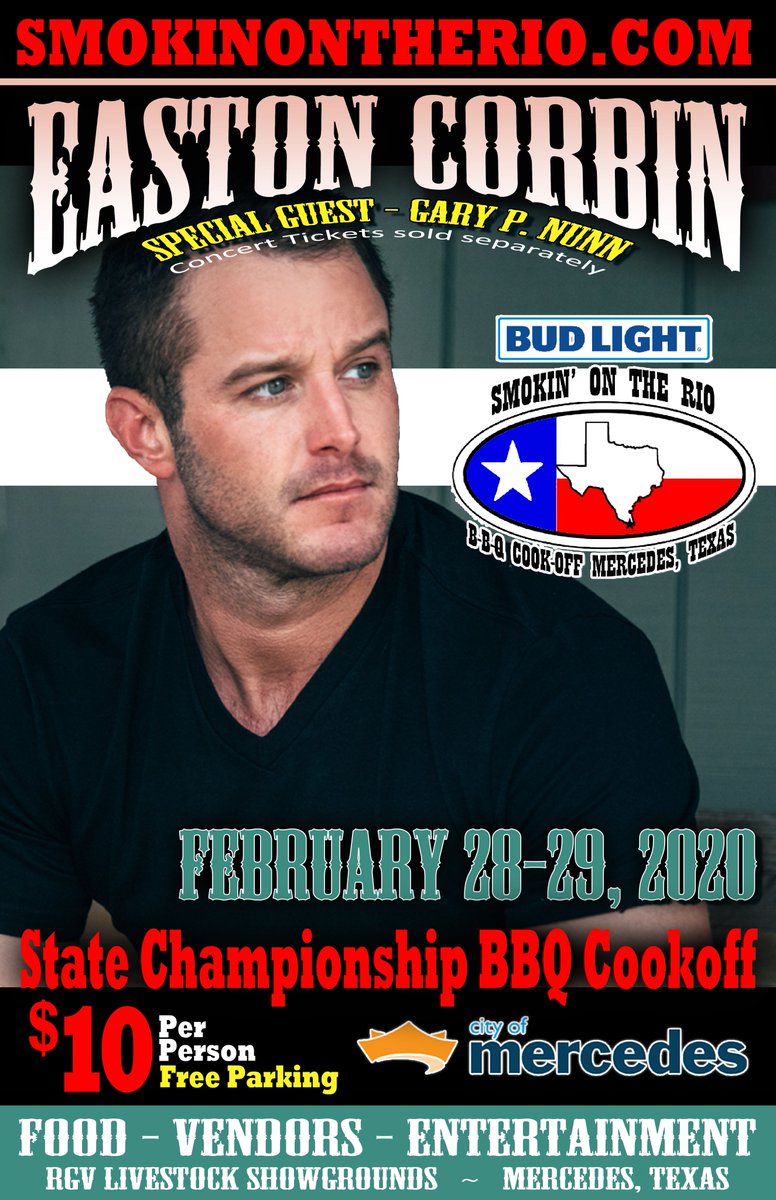 SMOKINONTHERIO.COM
EASTON CORBIN
SPECIAL GUEST - GARY P. NUNN
Concert Tickets sold separately
BUD LIGHT
SMOKIN' ON THE RIO
B-B-Q COOK-OFF MERCEDES, TEXAS
FEBRUARY 28-29, 2020
State Championship BBQ Cookoff
$10 Per
Person
Free Parking
city of
mercedes
FOOD - VENDORS - ENTERTAINMENT
RGV LIVESTOCK SHOWGROUNDS ~ MERCEDES, TEXAS